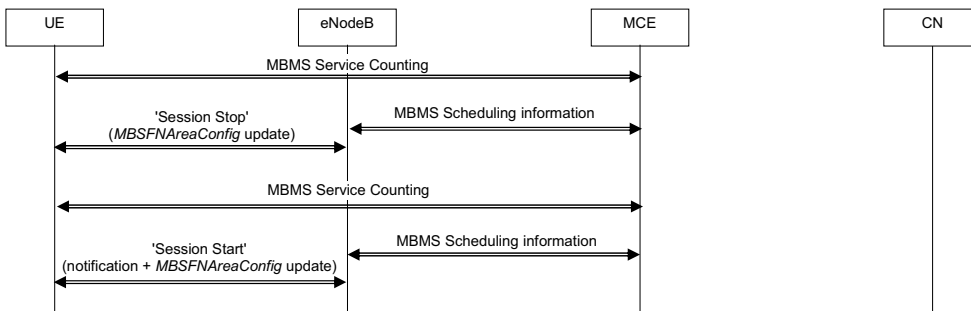 UE
eNodeB
MCE
CN
MBMS Service Counting
'Session Stop'
(MBSFNAreaConfig update)
MBMS Scheduling information
MBMS Service Counting
'Session Start'
(notification + MBSFNAreaConfig update)
MBMS Scheduling information